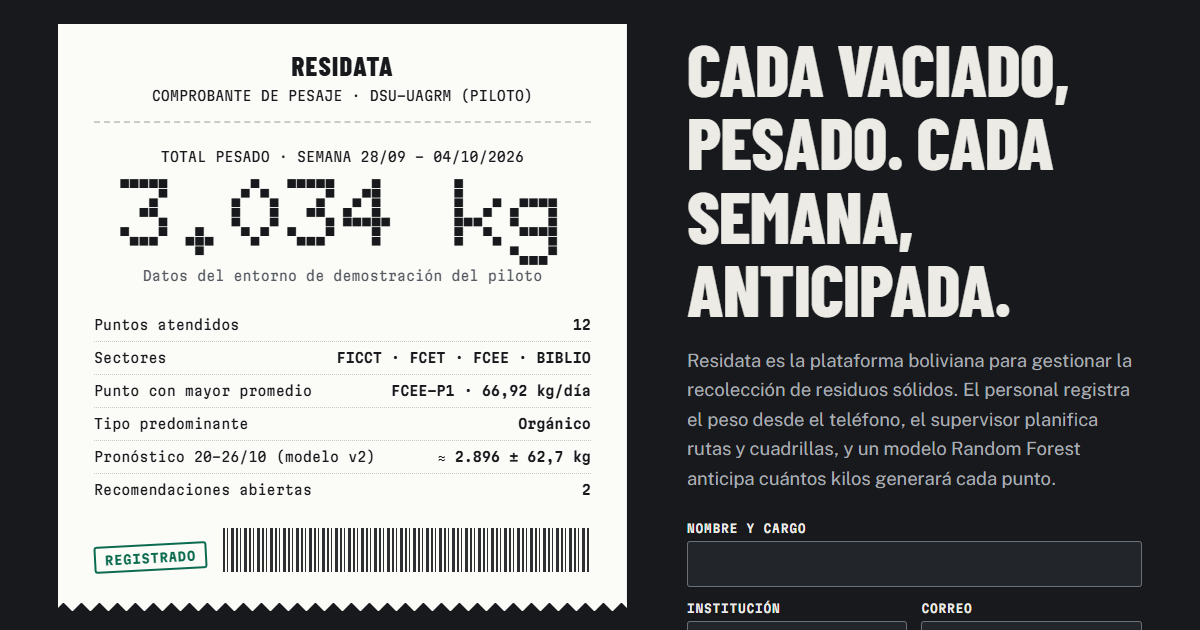 RESIDATA
COMPROBANTE DE PESAJE · DSU-UAGRM (PILOTO)
TOTAL PESADO · SEMANA 28/09 – 04/10/2026
3,034 kg
Datos del entorno de demostración del piloto
Puntos atendidos 12
Sectores FICCT · FCET · FCEE · BIBLIO
Punto con mayor promedio FCEE-P1 · 66,92 kg/día
Tipo predominante Orgánico
Pronóstico 20-26/10 (modelo v2) ≈ 2.896 ± 62,7 kg
Recomendaciones abiertas 2
REGISTRADO
CADA VACIADO,
PESADO. CADA
SEMANA,
ANTICIPADA.
Residata es la plataforma boliviana para gestionar la
recolección de residuos sólidos. El personal registra
el peso desde el teléfono, el supervisor planifica
rutas y cuadrillas, y un modelo Random Forest
anticipa cuántos kilos generará cada punto.
NOMBRE Y CARGO
INSTITUCIÓN CORREO